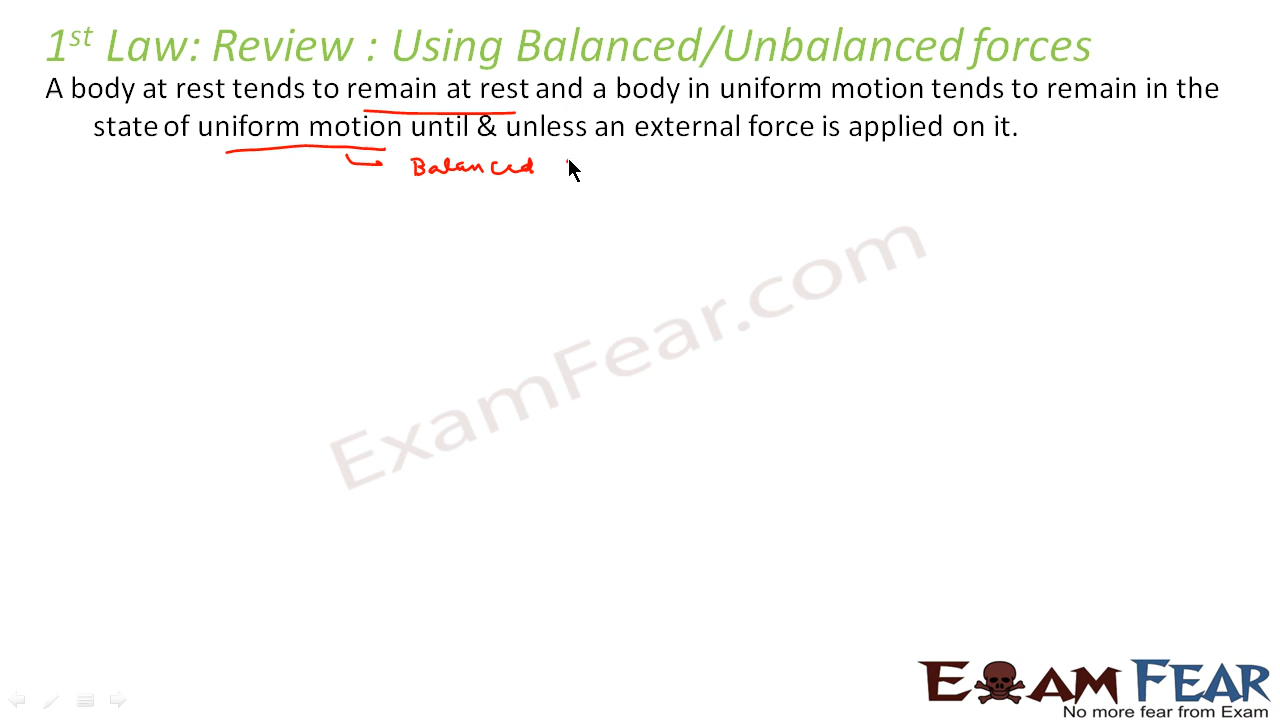 1st Law: Review : Using Balanced/Unbalanced forces
A body at rest tends to remain at rest and a body in uniform motion tends to remain in the
state of uniform motion until & unless an external force is applied on it.
Balanced
ExamFear.com
EXAM FEAR
No more fear from Exam